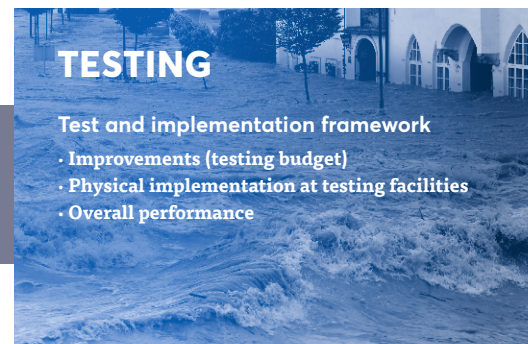 TESTING
Test and implementation framework
· Improvements (testing budget)
· Physical implementation at testing facilities
· Overall performance